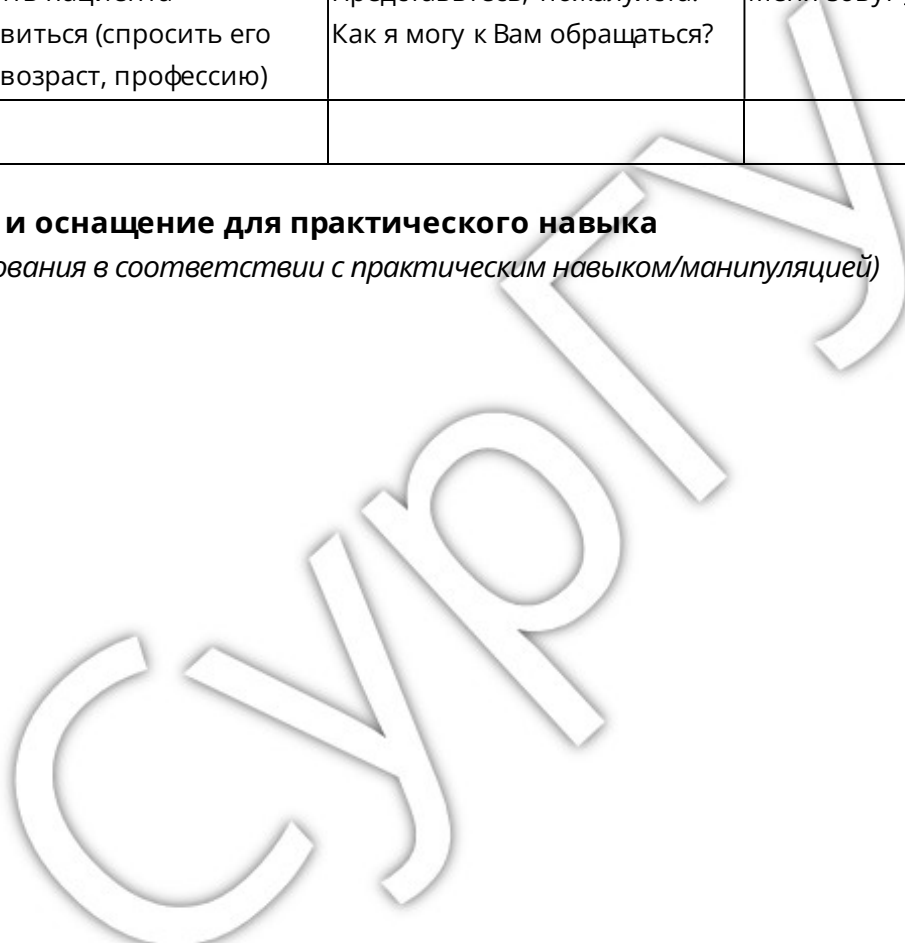 виться (спросить его
Как я могу к Вам обращаться?
возраст, профессию)
и оснащение для практического навыка
ования в соответствии с практическим навыком/манипуляцией)
СурГУ